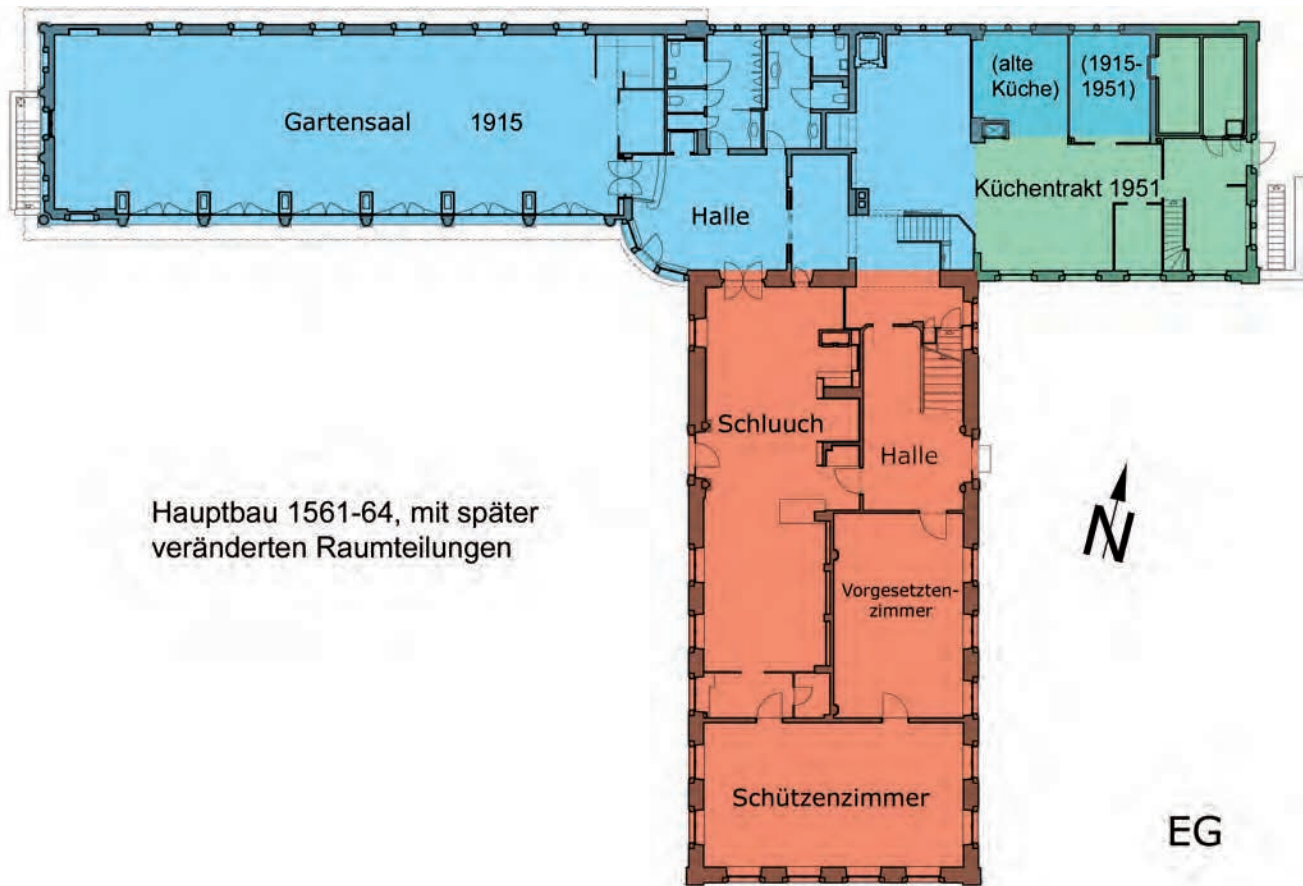 (alte
Küche)
(1915-
1951)
Gartensaal 1915
Küchentrakt 1951
Halle
Schluuch
Halle
Hauptbau 1561-64, mit später
veränderten Raumteilungen
N
Vorgesetzten-
zimmer
Schützenzimmer
EG